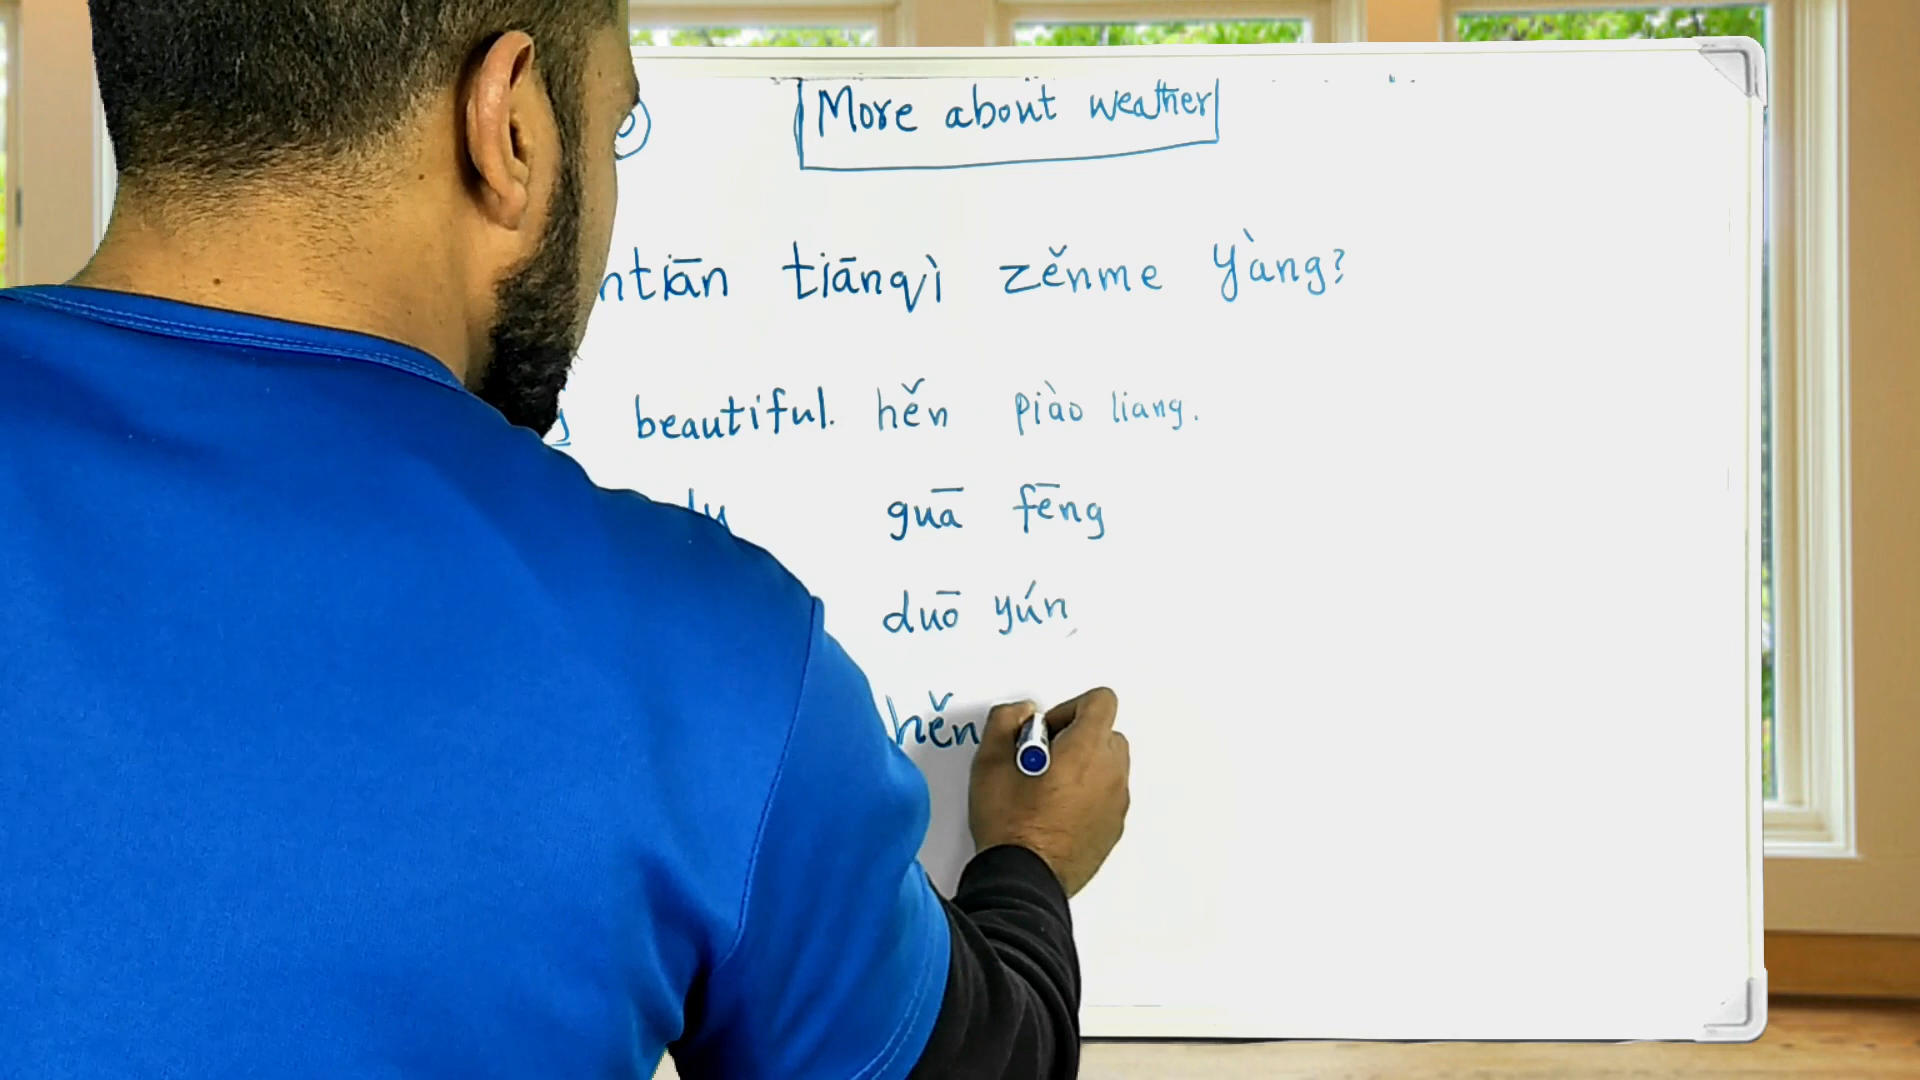 More about weather
ntiān tiānqì zěnme yàng?
beautiful. hěn piào liang.
guā fēng
duō yún
hěn